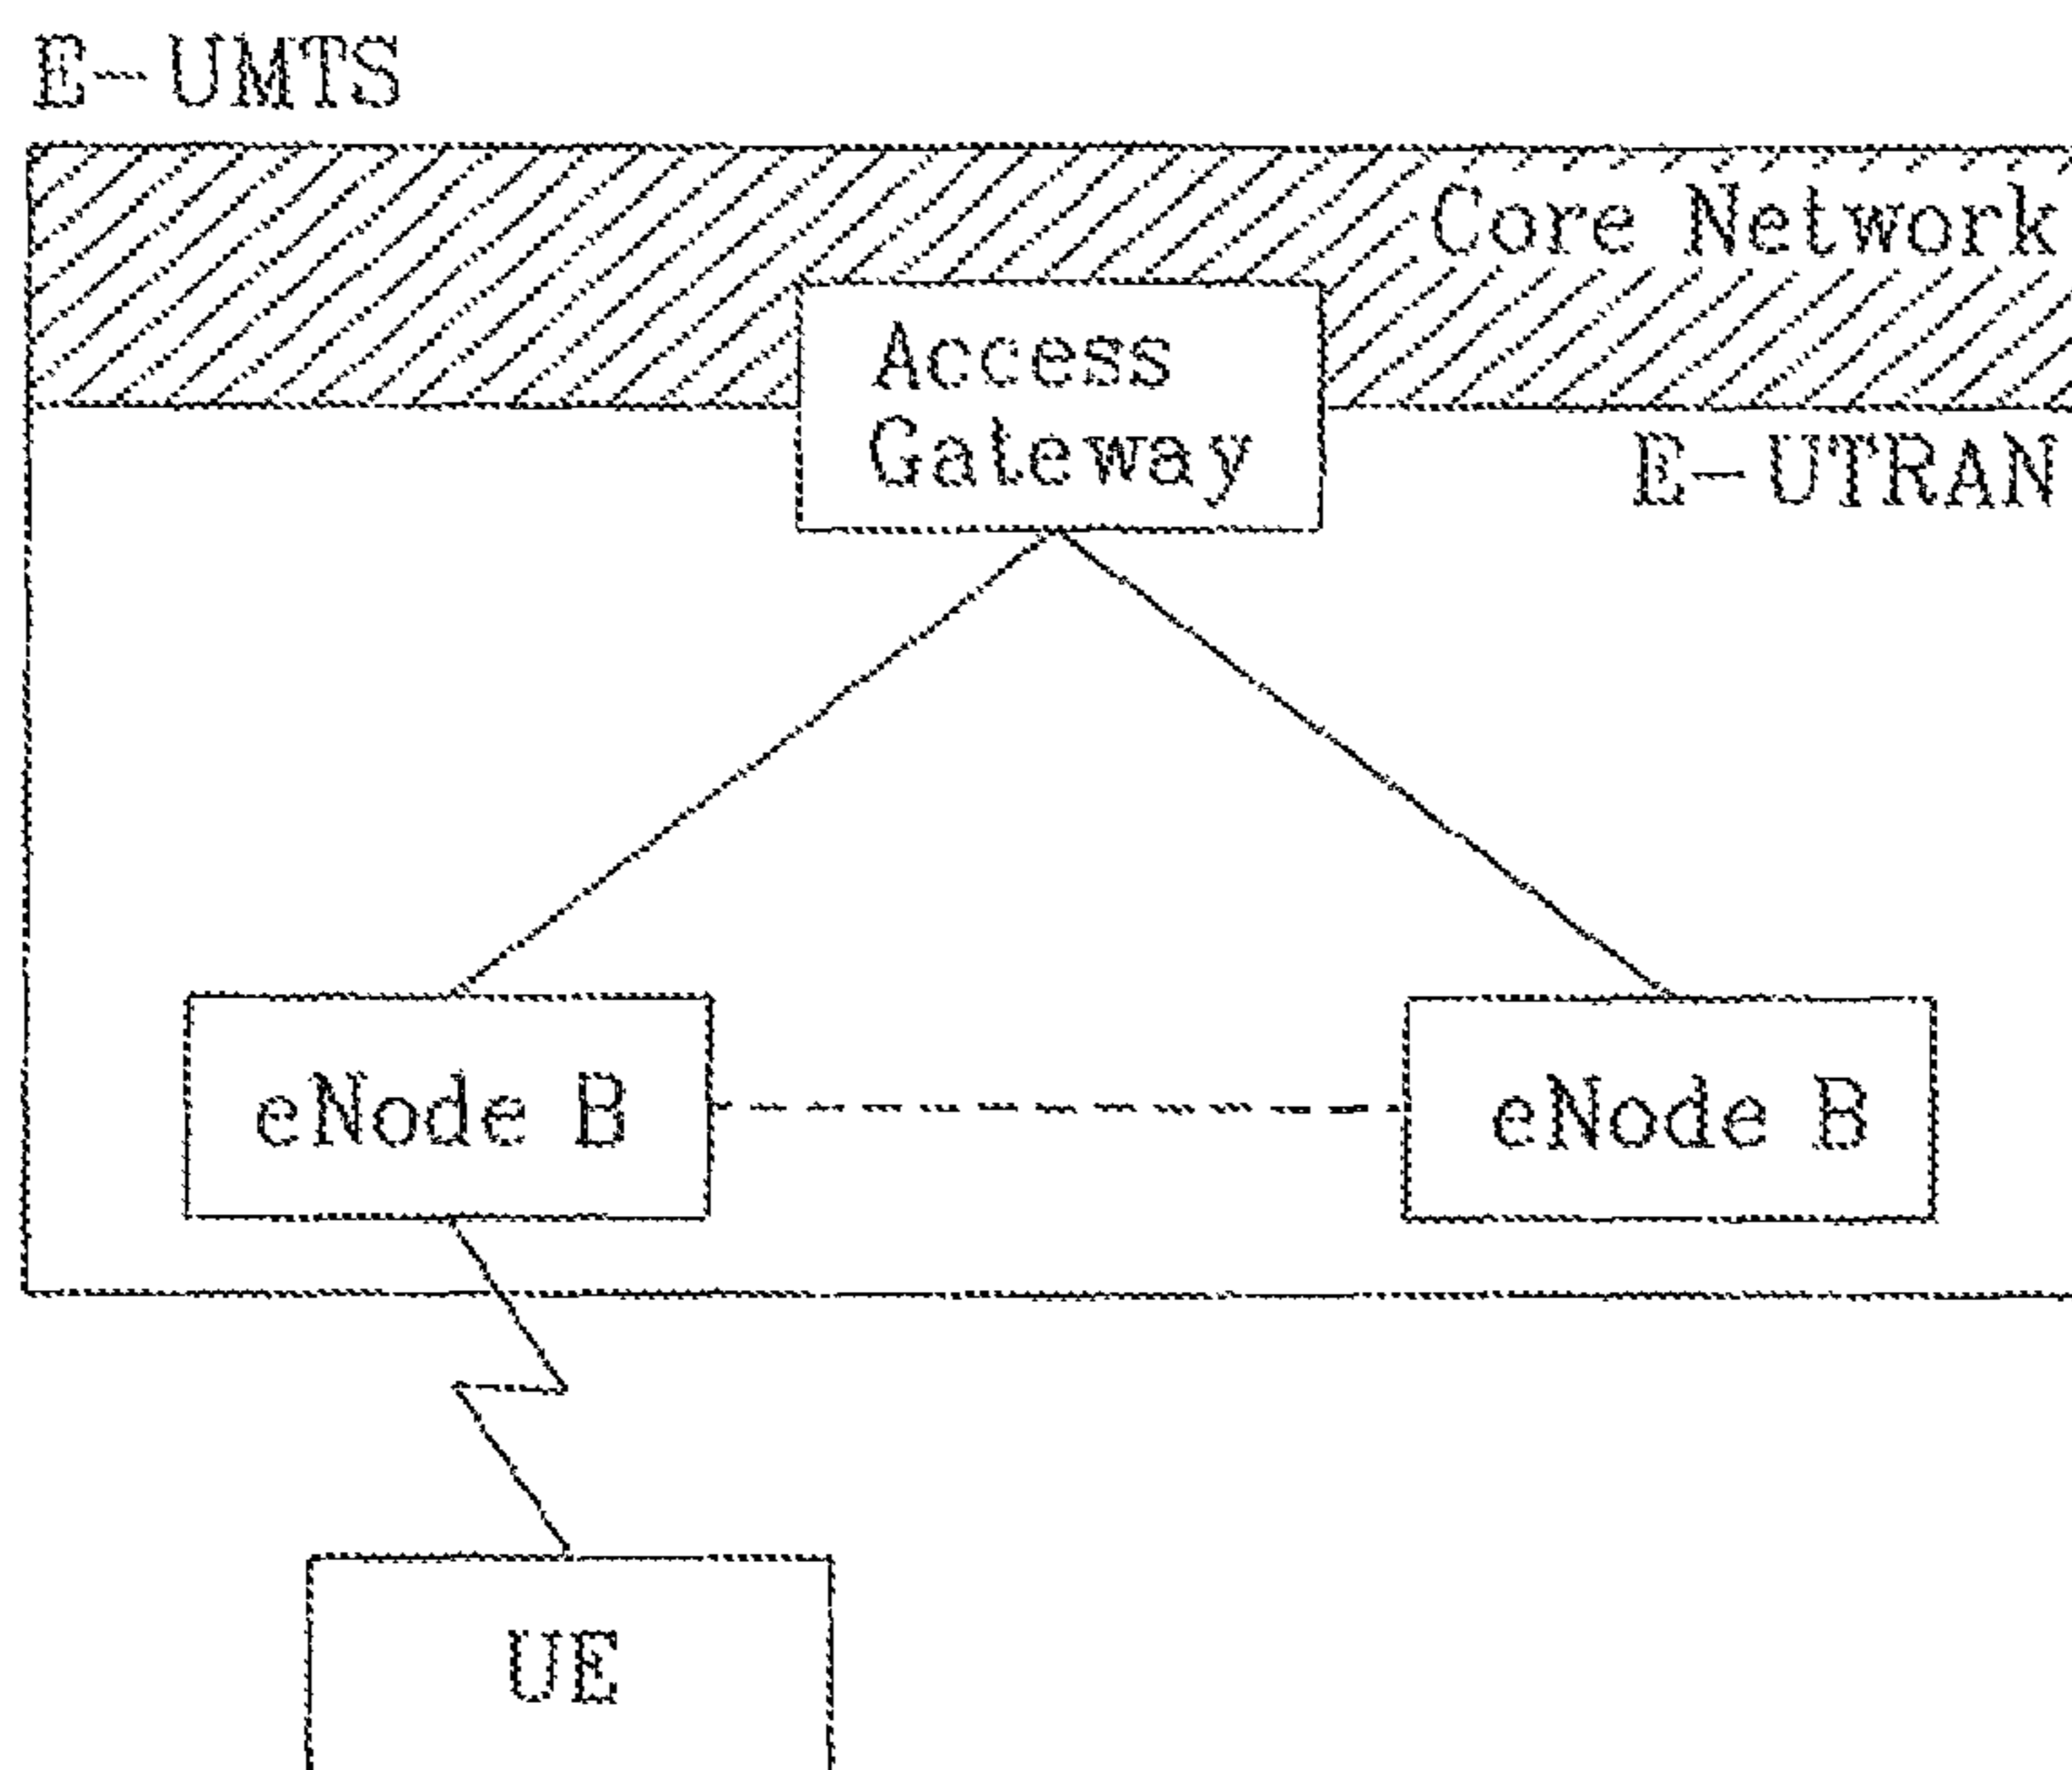 E-UMTS
Core Network
Access
Gateway
E-UTRAN
eNode B
eNode B
UE